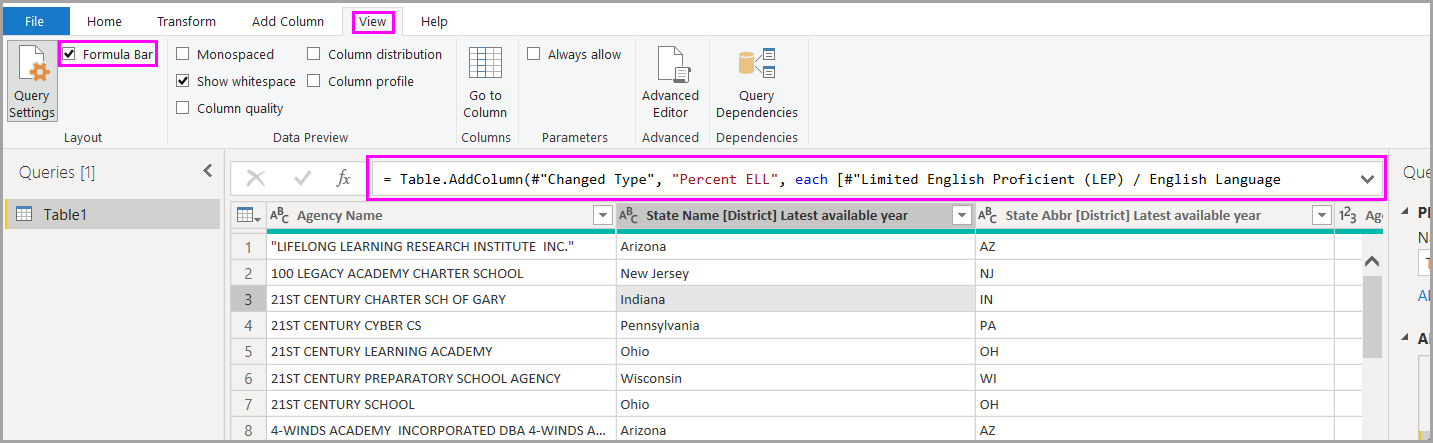 File Home Transform Add Column View Help
Formula Bar Monospaced Column distribution Always allow
Show whitespace Column profile
Query Settings Column quality Go to Column Advanced Editor Query Dependencies
Layout Data Preview Columns Parameters Advanced Dependencies
Queries [1]
fx = Table.AddColumn(#"Changed Type", "Percent ELL", each [#"Limited English Proficient (LEP) / English Language
Table1
ABC Agency Name ABC State Name [District] Latest available year ABC State Abbr [District] Latest available year 123
1 "LIFELONG LEARNING RESEARCH INSTITUTE  INC." Arizona AZ
2 100 LEGACY ACADEMY CHARTER SCHOOL New Jersey NJ
3 21ST CENTURY CHARTER SCH OF GARY Indiana IN
4 21ST CENTURY CYBER CS Pennsylvania PA
5 21ST CENTURY LEARNING ACADEMY Ohio OH
6 21ST CENTURY PREPARATORY SCHOOL AGENCY Wisconsin WI
7 21ST CENTURY SCHOOL Ohio OH
8 4-WINDS ACADEMY  INCORPORATED DBA 4-WINDS A... Arizona AZ